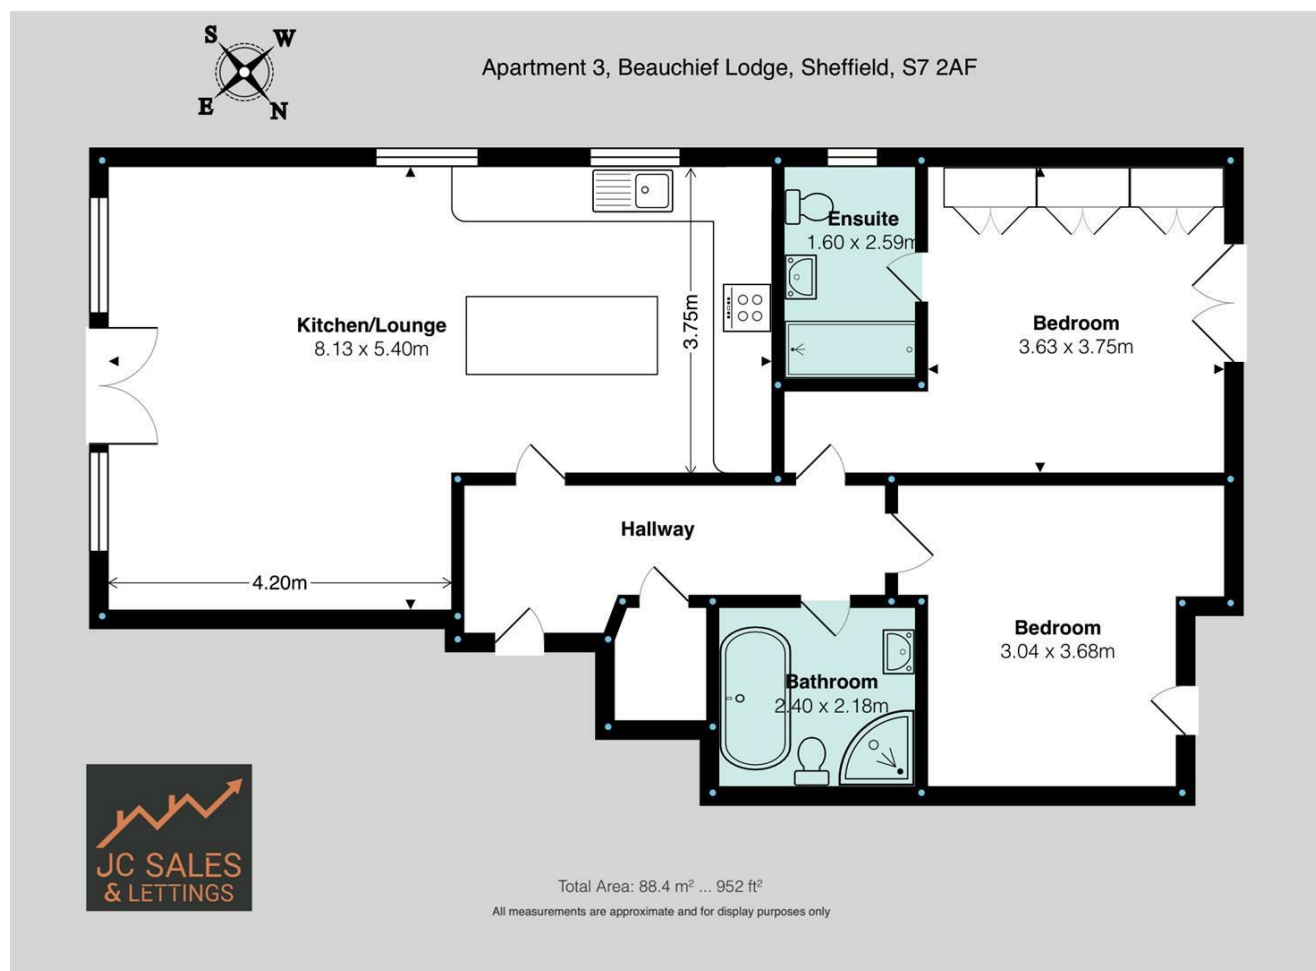 S W
E N
Apartment 3, Beauchief Lodge, Sheffield, S7 2AF
Kitchen/Lounge
8.13 x 5.40m
3.75m
4.20m
Ensuite
1.60 x 2.59m
Bedroom
3.63 x 3.75m
Hallway
Bathroom
2.40 x 2.18m
Bedroom
3.04 x 3.68m
JC SALES
& LETTINGS
Total Area: 88.4 m² ... 952 ft²
All measurements are approximate and for display purposes only